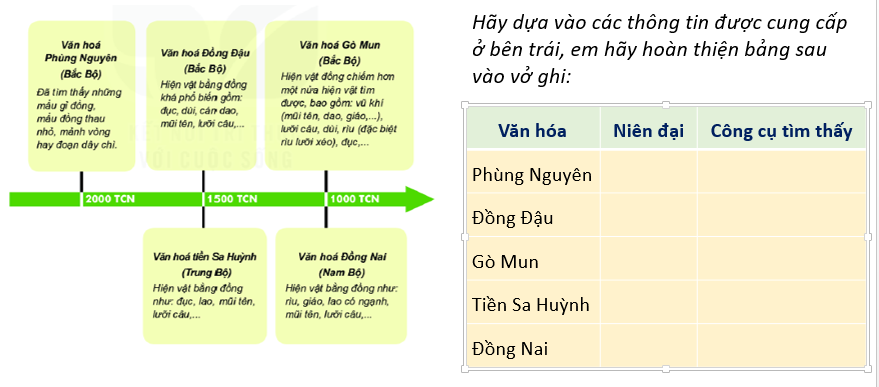 Văn hoá
Phùng Nguyên
(Bắc Bộ)
Đã tìm thấy những
mẩu gỉ đồng,
mẩu đồng thau
nhỏ, mảnh vòng
hay đoạn dây chì.
Văn hoá Đồng Đậu
(Bắc Bộ)
Hiện vật bằng đồng
khá phổ biến gồm:
đục, dùi, cán dao,
mũi tên, lưỡi câu,...
Văn hoá Gò Mun
(Bắc Bộ)
Hiện vật đồng chiếm hơn
một nửa hiện vật tìm
được, bao gồm: vũ khí
(mũi tên, dao, giáo,...),
lưỡi câu, dùi, rìu (đặc biệt
rìu lưỡi xéo), đục,...
2000 TCN
1500 TCN
1000 TCN
Văn hoá tiền Sa Huỳnh
(Trung Bộ)
Hiện vật bằng đồng
như: đục, lao, mũi tên,
lưỡi câu,...
Văn hoá Đồng Nai
(Nam Bộ)
Hiện vật bằng đồng như:
rìu, giáo, lao có ngạnh,
mũi tên, lưỡi câu,...
Hãy dựa vào các thông tin được cung cấp
ở bên trái, em hãy hoàn thiện bảng sau
vào vở ghi:
Văn hóa Niên đại Công cụ tìm thấy
Phùng Nguyên
Đồng Đậu
Gò Mun
Tiền Sa Huỳnh
Đồng Nai